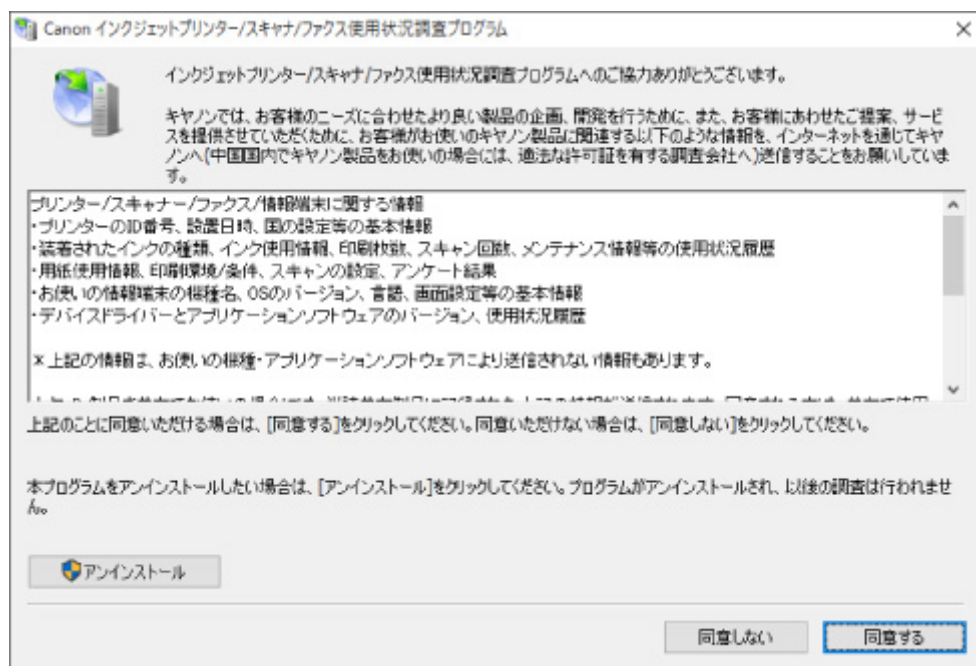 Canon インクジェットプリンター/スキャナ/ファクス使用状況調査プログラム
インクジェットプリンター/スキャナ/ファクス使用状況調査プログラムへのご協力ありがとうございます。
キヤノンでは、お客様のニーズに合わせたより良い製品の企画、開発を行うために、また、お客様にあわせたご提案、サービ
スを提供させていただくために、お客様がお使いのキヤノン製品に関連する以下のような情報を、インターネットを通じてキヤ
ノンへ(中国国内でキヤノン製品をお使いの場合には、適法な許可証を有する調査会社へ)送信することをお願いしていま
す。
プリンター/スキャナー/ファクス/情報端末に関する情報
・プリンターのID番号、設置日時、国の設定等の基本情報
・装着されたインクの種類、インク使用情報、印刷枚数、スキャン回数、メンテナンス情報等の使用状況履歴
・用紙使用情報、印刷環境/条件、スキャンの設定、アンケート結果
・お使いの情報端末の機種名、OSのバージョン、言語、画面設定等の基本情報
・デバイスドライバーとアプリケーションソフトウェアのバージョン、使用状況履歴
※上記の情報は、お使いの機種・アプリケーションソフトウェアにより送信されない情報もあります。
上記のことに同意いただける場合は、[同意する]をクリックしてください。同意いただけない場合は、[同意しない]をクリックしてください。
本プログラムをアンインストールしたい場合は、[アンインストール]をクリックしてください。プログラムがアンインストールされ、以後の調査は行われませ
ん。
アンインストール
同意しない
同意する